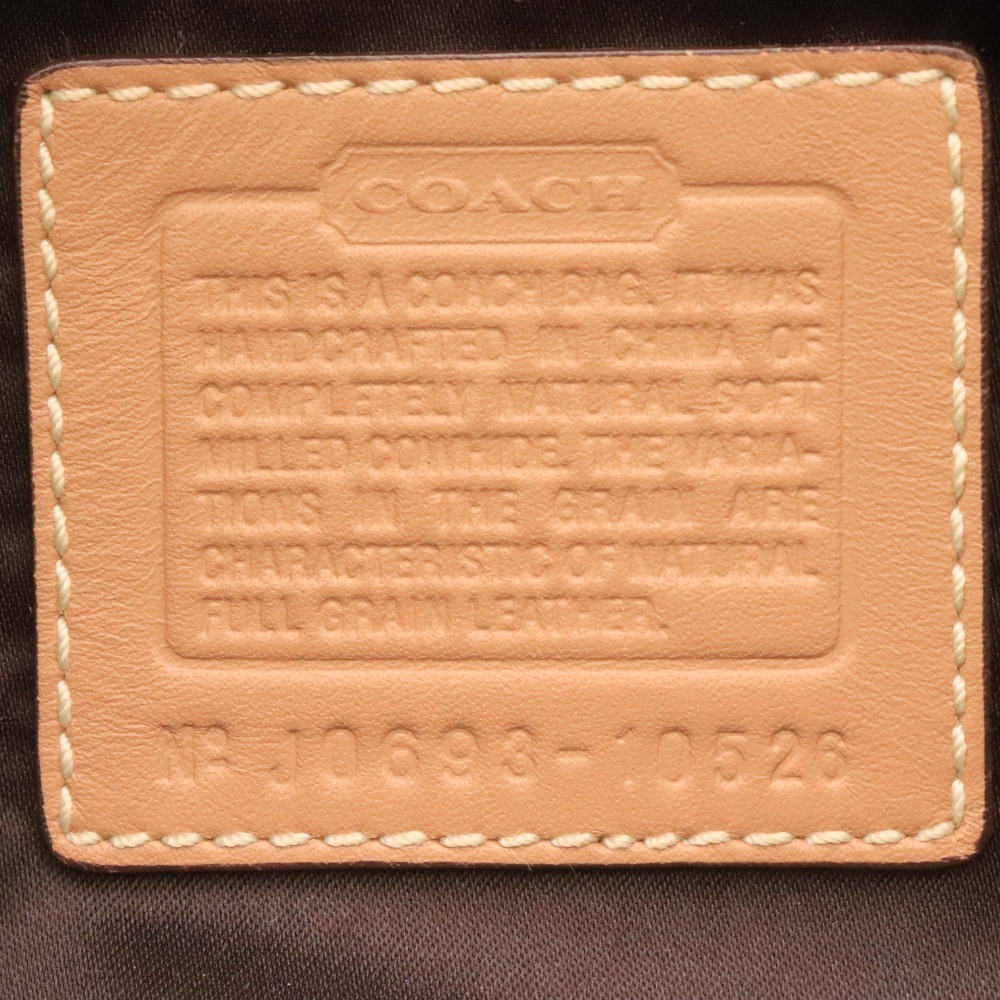 COACH
THIS IS A COACH BAG. IT WAS
HANDCRAFTED IN CHINA OF
COMPLETELY NATURAL SOFT
MILLED COWHIDE. THE VARIA-
TIONS IN THE GRAIN ARE
CHARACTERISTIC OF NATURAL
FULL GRAIN LEATHER.
Nº J0693-10526